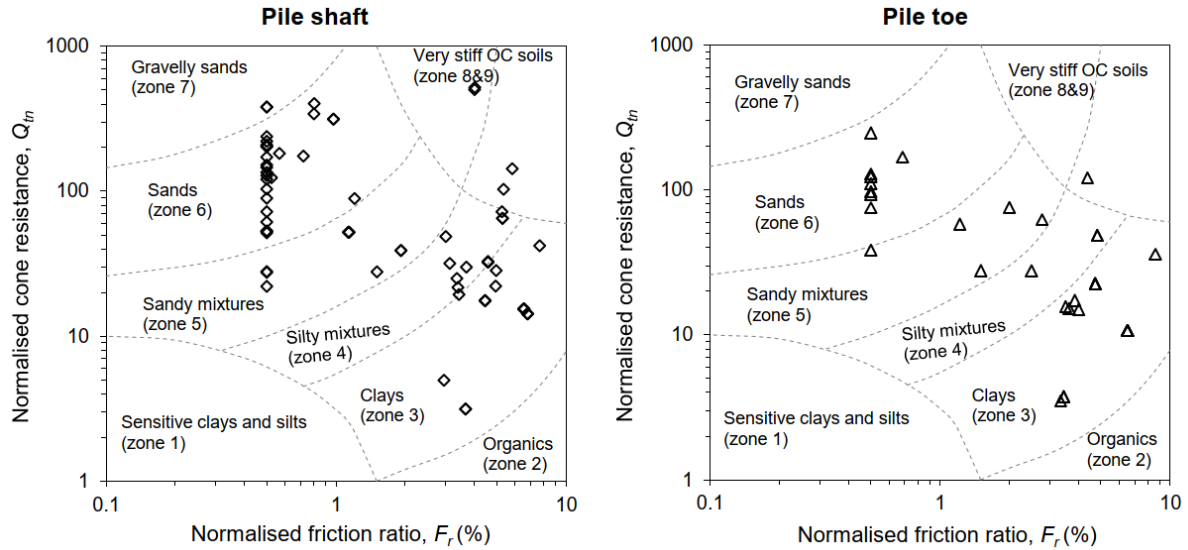 Pile shaft
1000
100
10
1
0.1
1
10
Normalised cone resistance, Qtn
Normalised friction ratio, Fr (%)
Gravelly sands
(zone 7)
Very stiff OC soils
(zone 8&9)
Sands
(zone 6)
Sandy mixtures
(zone 5)
Silty mixtures
(zone 4)
Clays
(zone 3)
Sensitive clays and silts
(zone 1)
Organics
(zone 2)
Pile toe
1000
100
10
1
0.1
1
10
Normalised cone resistance, Qtn
Normalised friction ratio, Fr (%)
Gravelly sands
(zone 7)
Very stiff OC soils
(zone 8&9)
Sands
(zone 6)
Sandy mixtures
(zone 5)
Silty mixtures
(zone 4)
Clays
(zone 3)
Sensitive clays and silts
(zone 1)
Organics
(zone 2)